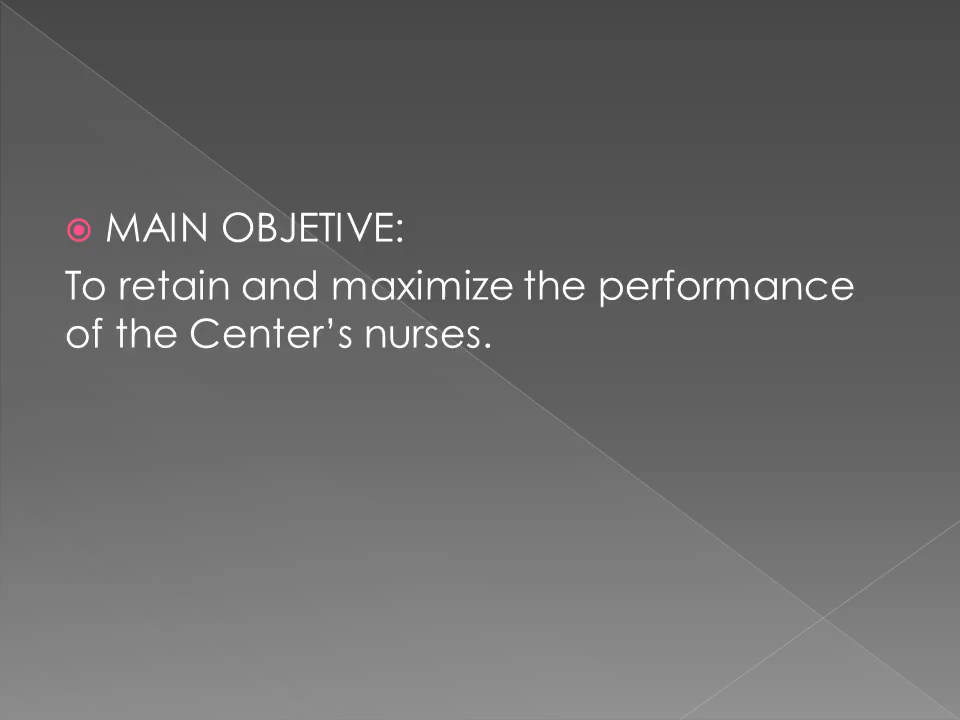 MAIN OBJETIVE:
To retain and maximize the performance
of the Center’s nurses.